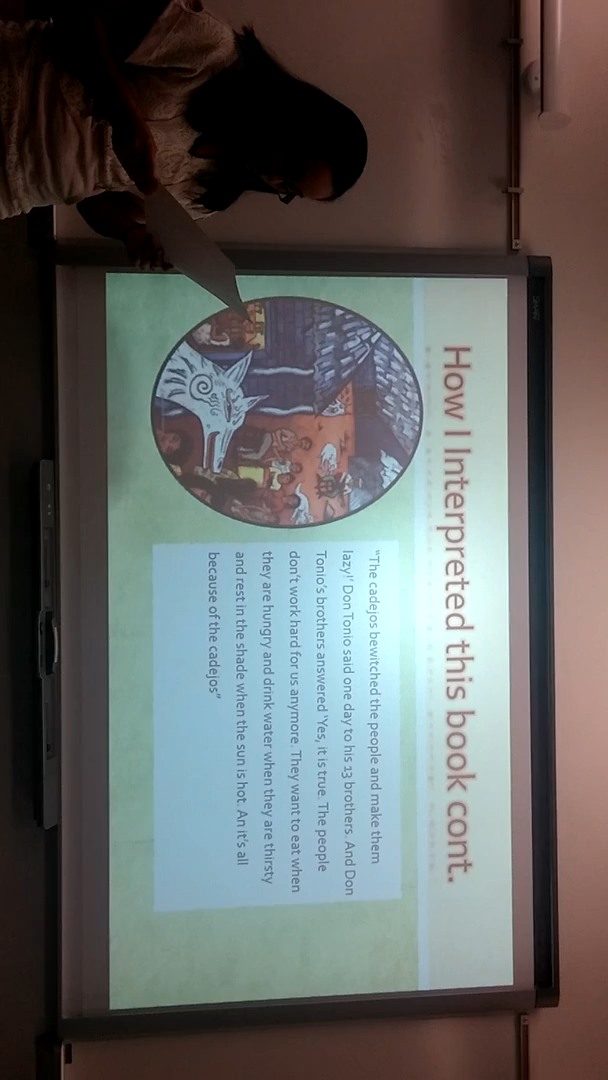 How I Interpreted this book cont.
“The cadejos bewitched the people and make them
lazy!’ Don Tonio said one day to his 13 brothers. And Don
Tonio’s brothers answered ‘Yes, it is true. The people
don’t work hard for us anymore. They want to eat when
they are hungry and drink water when they are thirsty
and rest in the shade when the sun is hot. An it’s all
because of the cadejos”